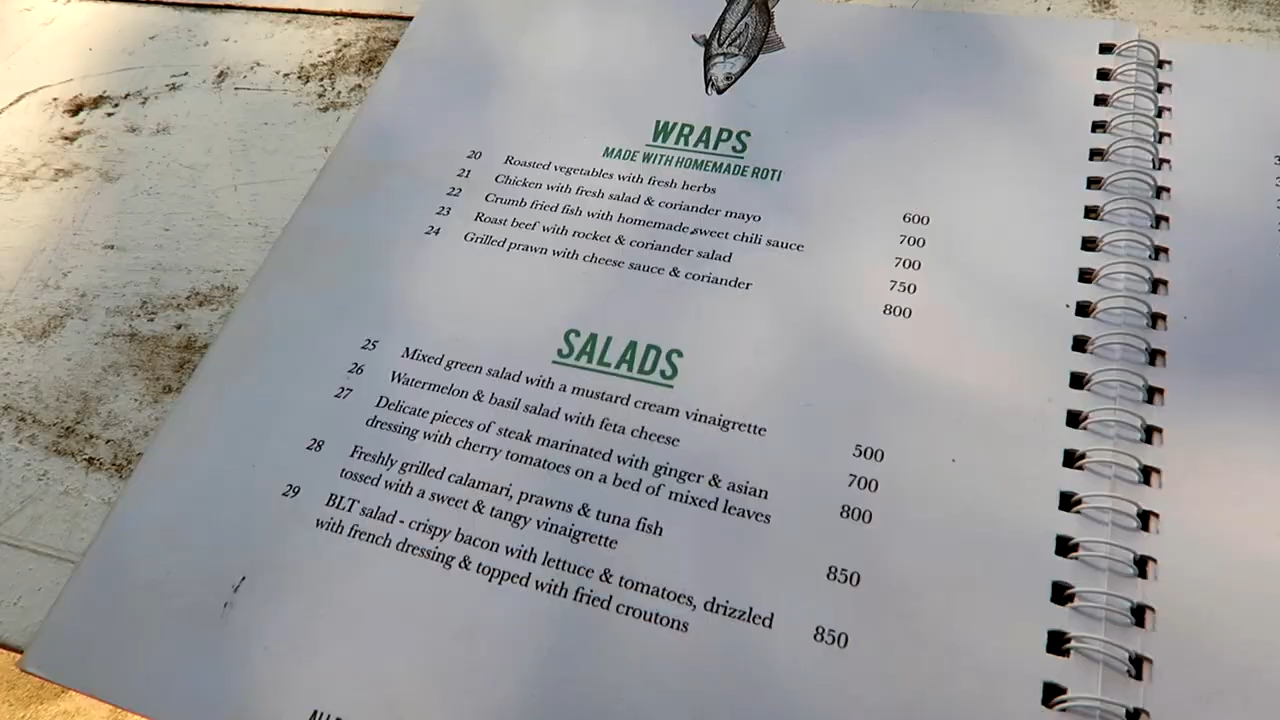 WRAPS
MADE WITH HOMEMADE ROTI
20 Roasted vegetables with fresh herbs 600
21 Chicken with fresh salad & coriander mayo 700
22 Crumb fried fish with homemade sweet chili sauce 700
23 Roast beef with rocket & coriander salad 750
24 Grilled prawn with cheese sauce & coriander 800
SALADS
25 Mixed green salad with a mustard cream vinaigrette 500
26 Watermelon & basil salad with feta cheese 700
27 Delicate pieces of steak marinated with ginger & asian 800
dressing with cherry tomatoes on a bed of mixed leaves
28 Freshly grilled calamari, prawns & tuna fish 850
tossed with a sweet & tangy vinaigrette
29 BLT salad - crispy bacon with lettuce & tomatoes, drizzled 850
with french dressing & topped with fried croutons